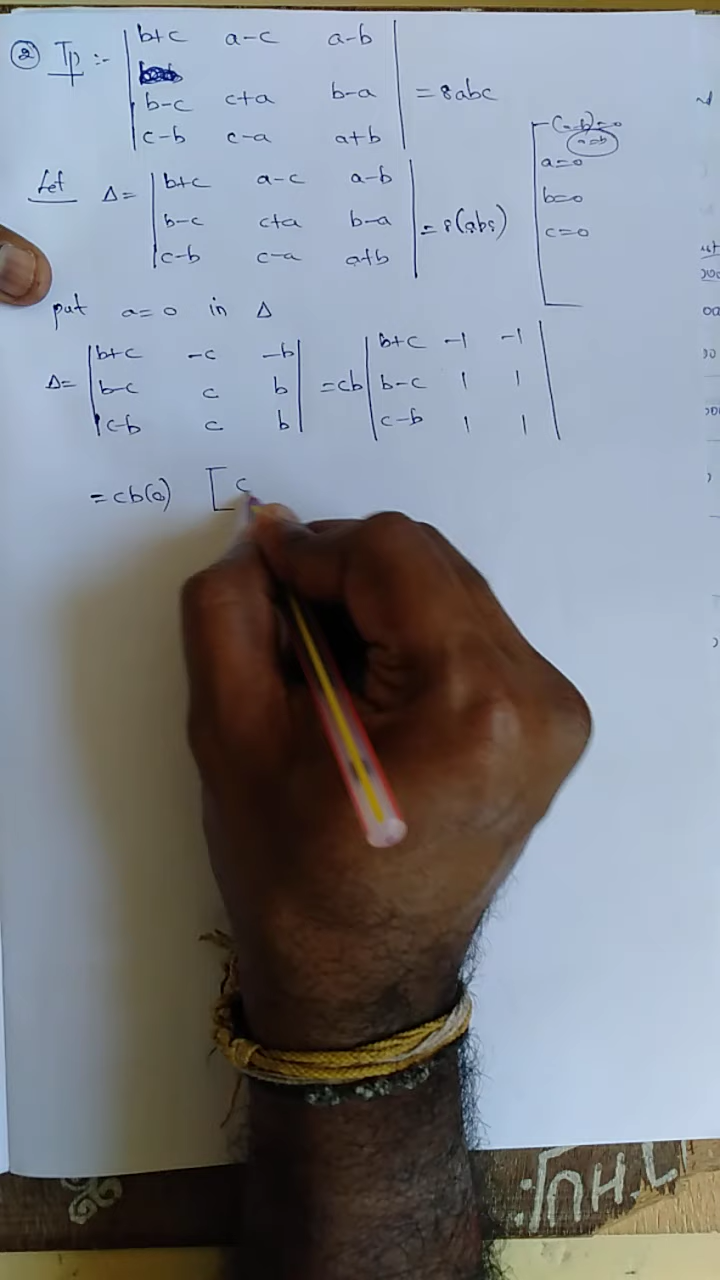 ② Tp :- | b+c a-c a-b |
| b-c c+a b-a | = 8abc
| c-b c-a a+b |
-(a-b)=0
a=b
a=0
b=0
c=0
Let Δ= | b+c a-c a-b |
| b-c c+a b-a | = 8(abc)
| c-b c-a a+b |
put a=0 in Δ
Δ= | b+c -c -b | = cb | b+c -1 -1 |
| b-c c b | | b-c 1 1 |
| c-b c b | | c-b 1 1 |
= cb(0) [c